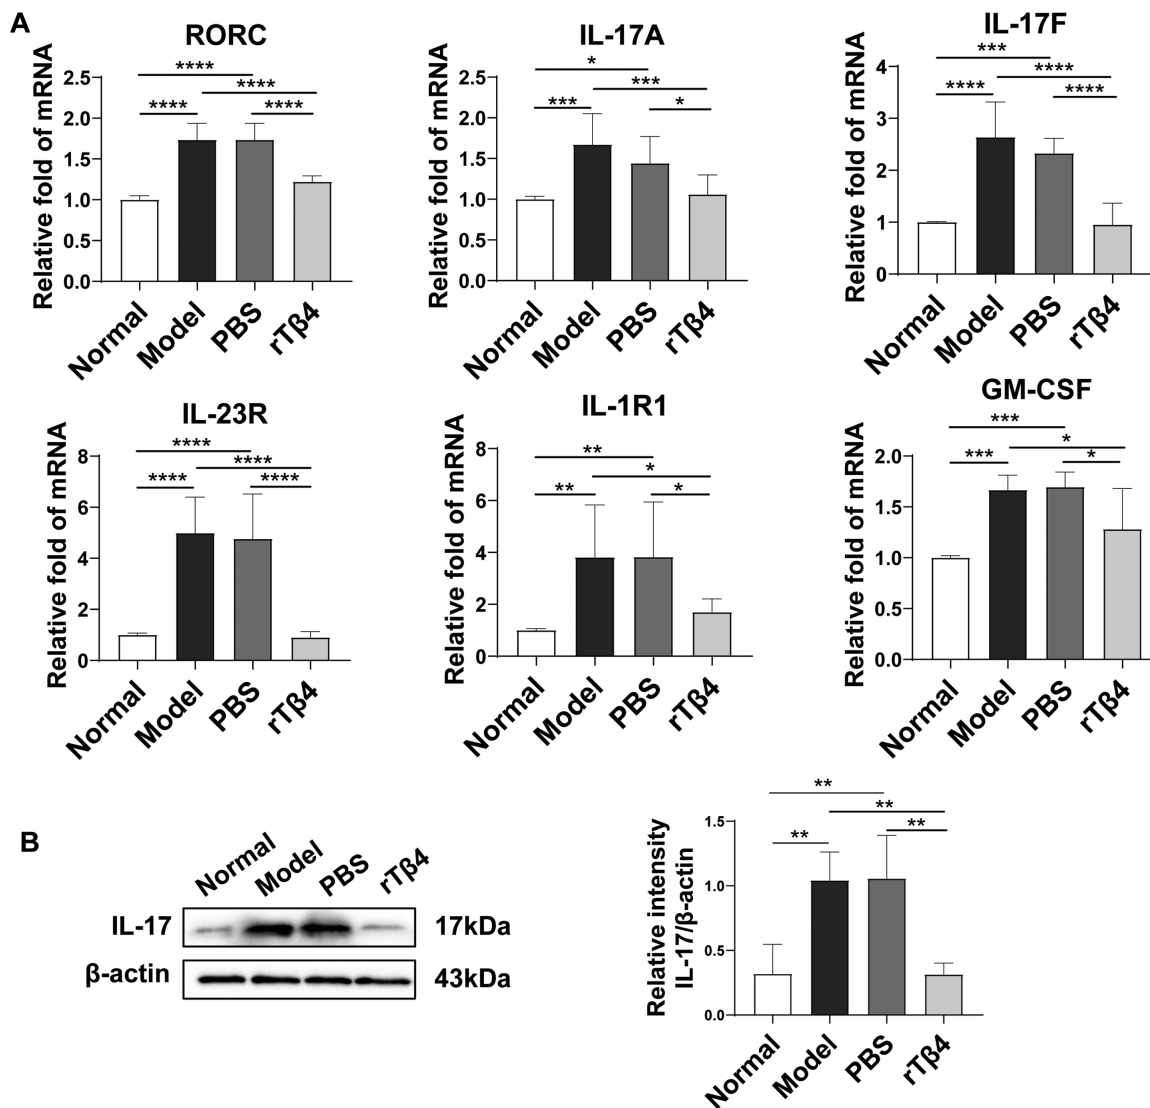 A
RORC
Relative fold of mRNA
2.5
2.0
1.5
1.0
0.5
0.0
****
****
****
****
Normal
Model
PBS
rTβ4
IL-17A
Relative fold of mRNA
2.5
2.0
1.5
1.0
0.5
0.0
*
***
***
*
Normal
Model
PBS
rTβ4
IL-17F
Relative fold of mRNA
4
3
2
1
0
***
****
****
****
Normal
Model
PBS
rTβ4
IL-23R
Relative fold of mRNA
8
6
4
2
0
****
****
****
****
Normal
Model
PBS
rTβ4
IL-1R1
Relative fold of mRNA
8
6
4
2
0
**
*
**
*
Normal
Model
PBS
rTβ4
GM-CSF
Relative fold of mRNA
2.0
1.5
1.0
0.5
0.0
***
*
***
*
Normal
Model
PBS
rTβ4
B
Normal
Model
PBS
rTβ4
IL-17
17kDa
β-actin
43kDa
Relative intensity
IL-17/β-actin
1.5
1.0
0.5
0.0
**
**
**
**
Normal
Model
PBS
rTβ4